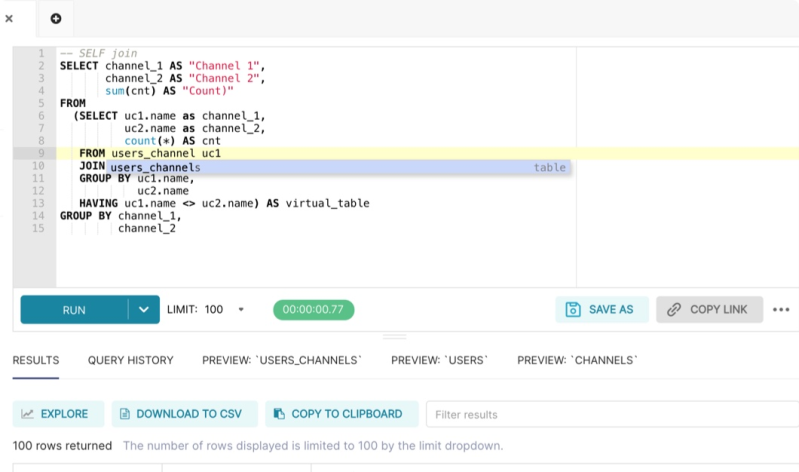 1 -- SELF join
2 SELECT channel_1 AS "Channel 1",
3 channel_2 AS "Channel 2",
4 sum(cnt) AS "Count)"
5 FROM
6 (SELECT uc1.name as channel_1,
7 uc2.name as channel_2,
8 count(*) AS cnt
9 FROM users_channel uc1
10 JOIN users_channels table
11 GROUP BY uc1.name,
12 uc2.name
13 HAVING uc1.name <> uc2.name) AS virtual_table
14 GROUP BY channel_1,
15 channel_2
RUN LIMIT: 100 00:00:00.77 SAVE AS COPY LINK
RESULTS QUERY HISTORY PREVIEW: `USERS_CHANNELS` PREVIEW: `USERS` PREVIEW: `CHANNELS`
EXPLORE DOWNLOAD TO CSV COPY TO CLIPBOARD Filter results
100 rows returned The number of rows displayed is limited to 100 by the limit dropdown.